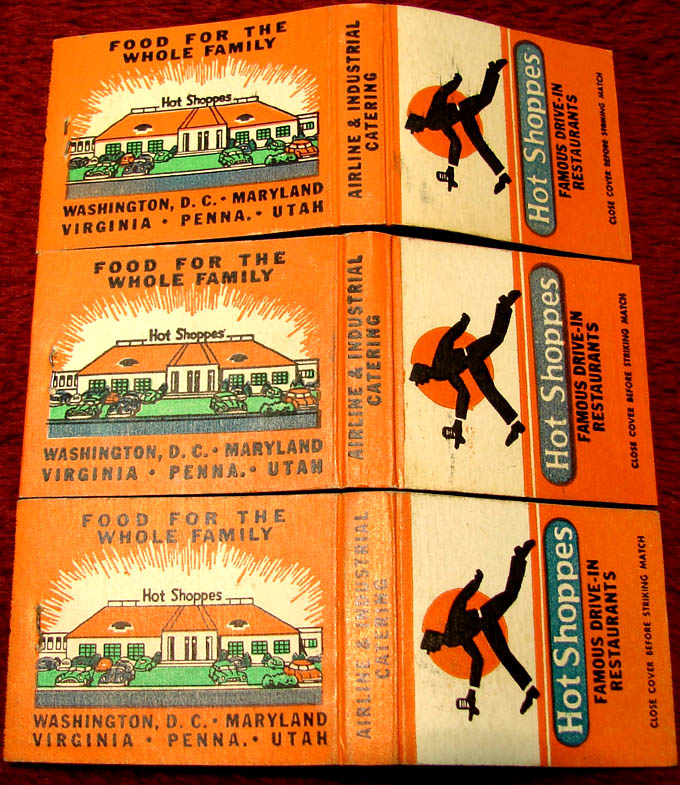 FOOD FOR THE
WHOLE FAMILY
Hot Shoppes
WASHINGTON, D. C. • MARYLAND
VIRGINIA • PENNA. • UTAH
AIRLINE & INDUSTRIAL
CATERING
Hot Shoppes
FAMOUS DRIVE-IN
RESTAURANTS
CLOSE COVER BEFORE STRIKING MATCH
FOOD FOR THE
WHOLE FAMILY
Hot Shoppes
WASHINGTON, D. C. • MARYLAND
VIRGINIA • PENNA. • UTAH
AIRLINE & INDUSTRIAL
CATERING
Hot Shoppes
FAMOUS DRIVE-IN
RESTAURANTS
CLOSE COVER BEFORE STRIKING MATCH
FOOD FOR THE
WHOLE FAMILY
Hot Shoppes
WASHINGTON, D. C. • MARYLAND
VIRGINIA • PENNA. • UTAH
AIRLINE & INDUSTRIAL
CATERING
Hot Shoppes
FAMOUS DRIVE-IN
RESTAURANTS
CLOSE COVER BEFORE STRIKING MATCH